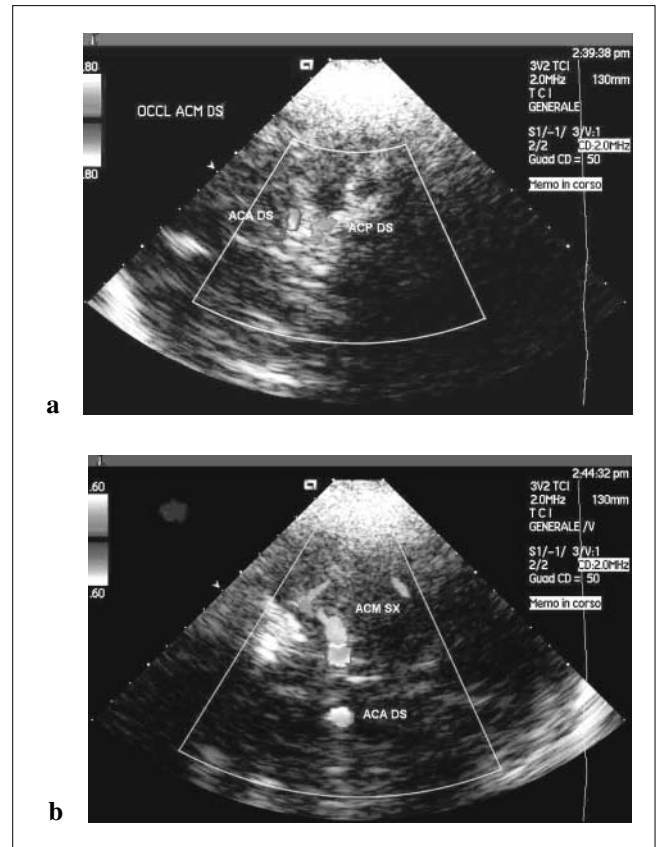 2:39:38 pm
.80
3V2 TCI
2.0MHz 130mm
T C I
GENERALE
OCCL ACM DS
S1/-1/ 3/V:1
2/2 CD:2.0MHz
.80
Guad CD = 50
Memo in corso
ACA DS
ACP DS
a
2:44:32 pm
.60
3V2 TCI
2.0MHz 130mm
T C I
GENERALE /V
S1/-1/ 3/V:1
2/2 CD:2.0MHz
.60
Guad CD = 50
ACM SX
Memo in corso
ACA DS
b